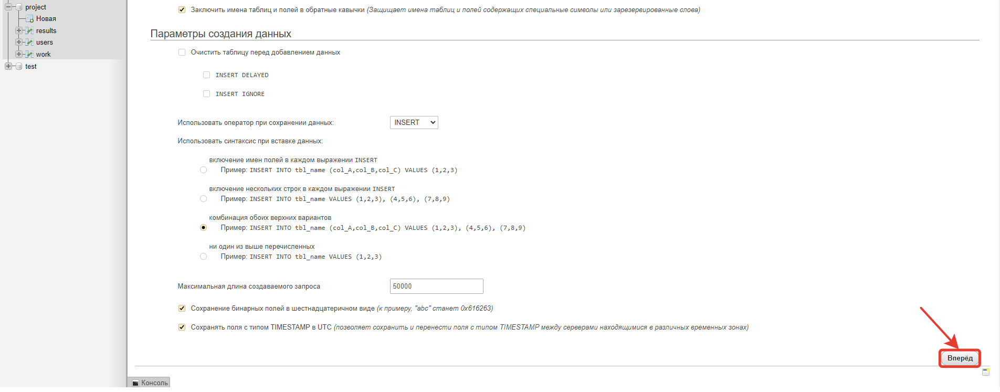 project
Новая
results
users
work
test
Заключить имена таблиц и полей в обратные кавычки (Защищает имена таблиц и полей содержащих специальные символы или зарезервированные слова)
Параметры создания данных
Очистить таблицу перед добавлением данных
INSERT DELAYED
INSERT IGNORE
Использовать оператор при сохранении данных: INSERT
Использовать синтаксис при вставке данных:
включение имен полей в каждом выражении INSERT
Пример: INSERT INTO tbl_name (col_A,col_B,col_C) VALUES (1,2,3)
включение нескольких строк в каждом выражении INSERT
Пример: INSERT INTO tbl_name VALUES (1,2,3), (4,5,6), (7,8,9)
комбинация обоих верхних вариантов
Пример: INSERT INTO tbl_name (col_A,col_B,col_C) VALUES (1,2,3), (4,5,6), (7,8,9)
ни один из выше перечисленных
Пример: INSERT INTO tbl_name VALUES (1,2,3)
Максимальная длина создаваемого запроса 50000
Сохранение бинарных полей в шестнадцатеричном виде (к примеру, "abc" станет 0x616263)
Сохранять поля с типом TIMESTAMP в UTC (позволяет сохранить и перенести поля с типом TIMESTAMP между серверами находящимися в различных временных зонах)
Вперёд
Консоль